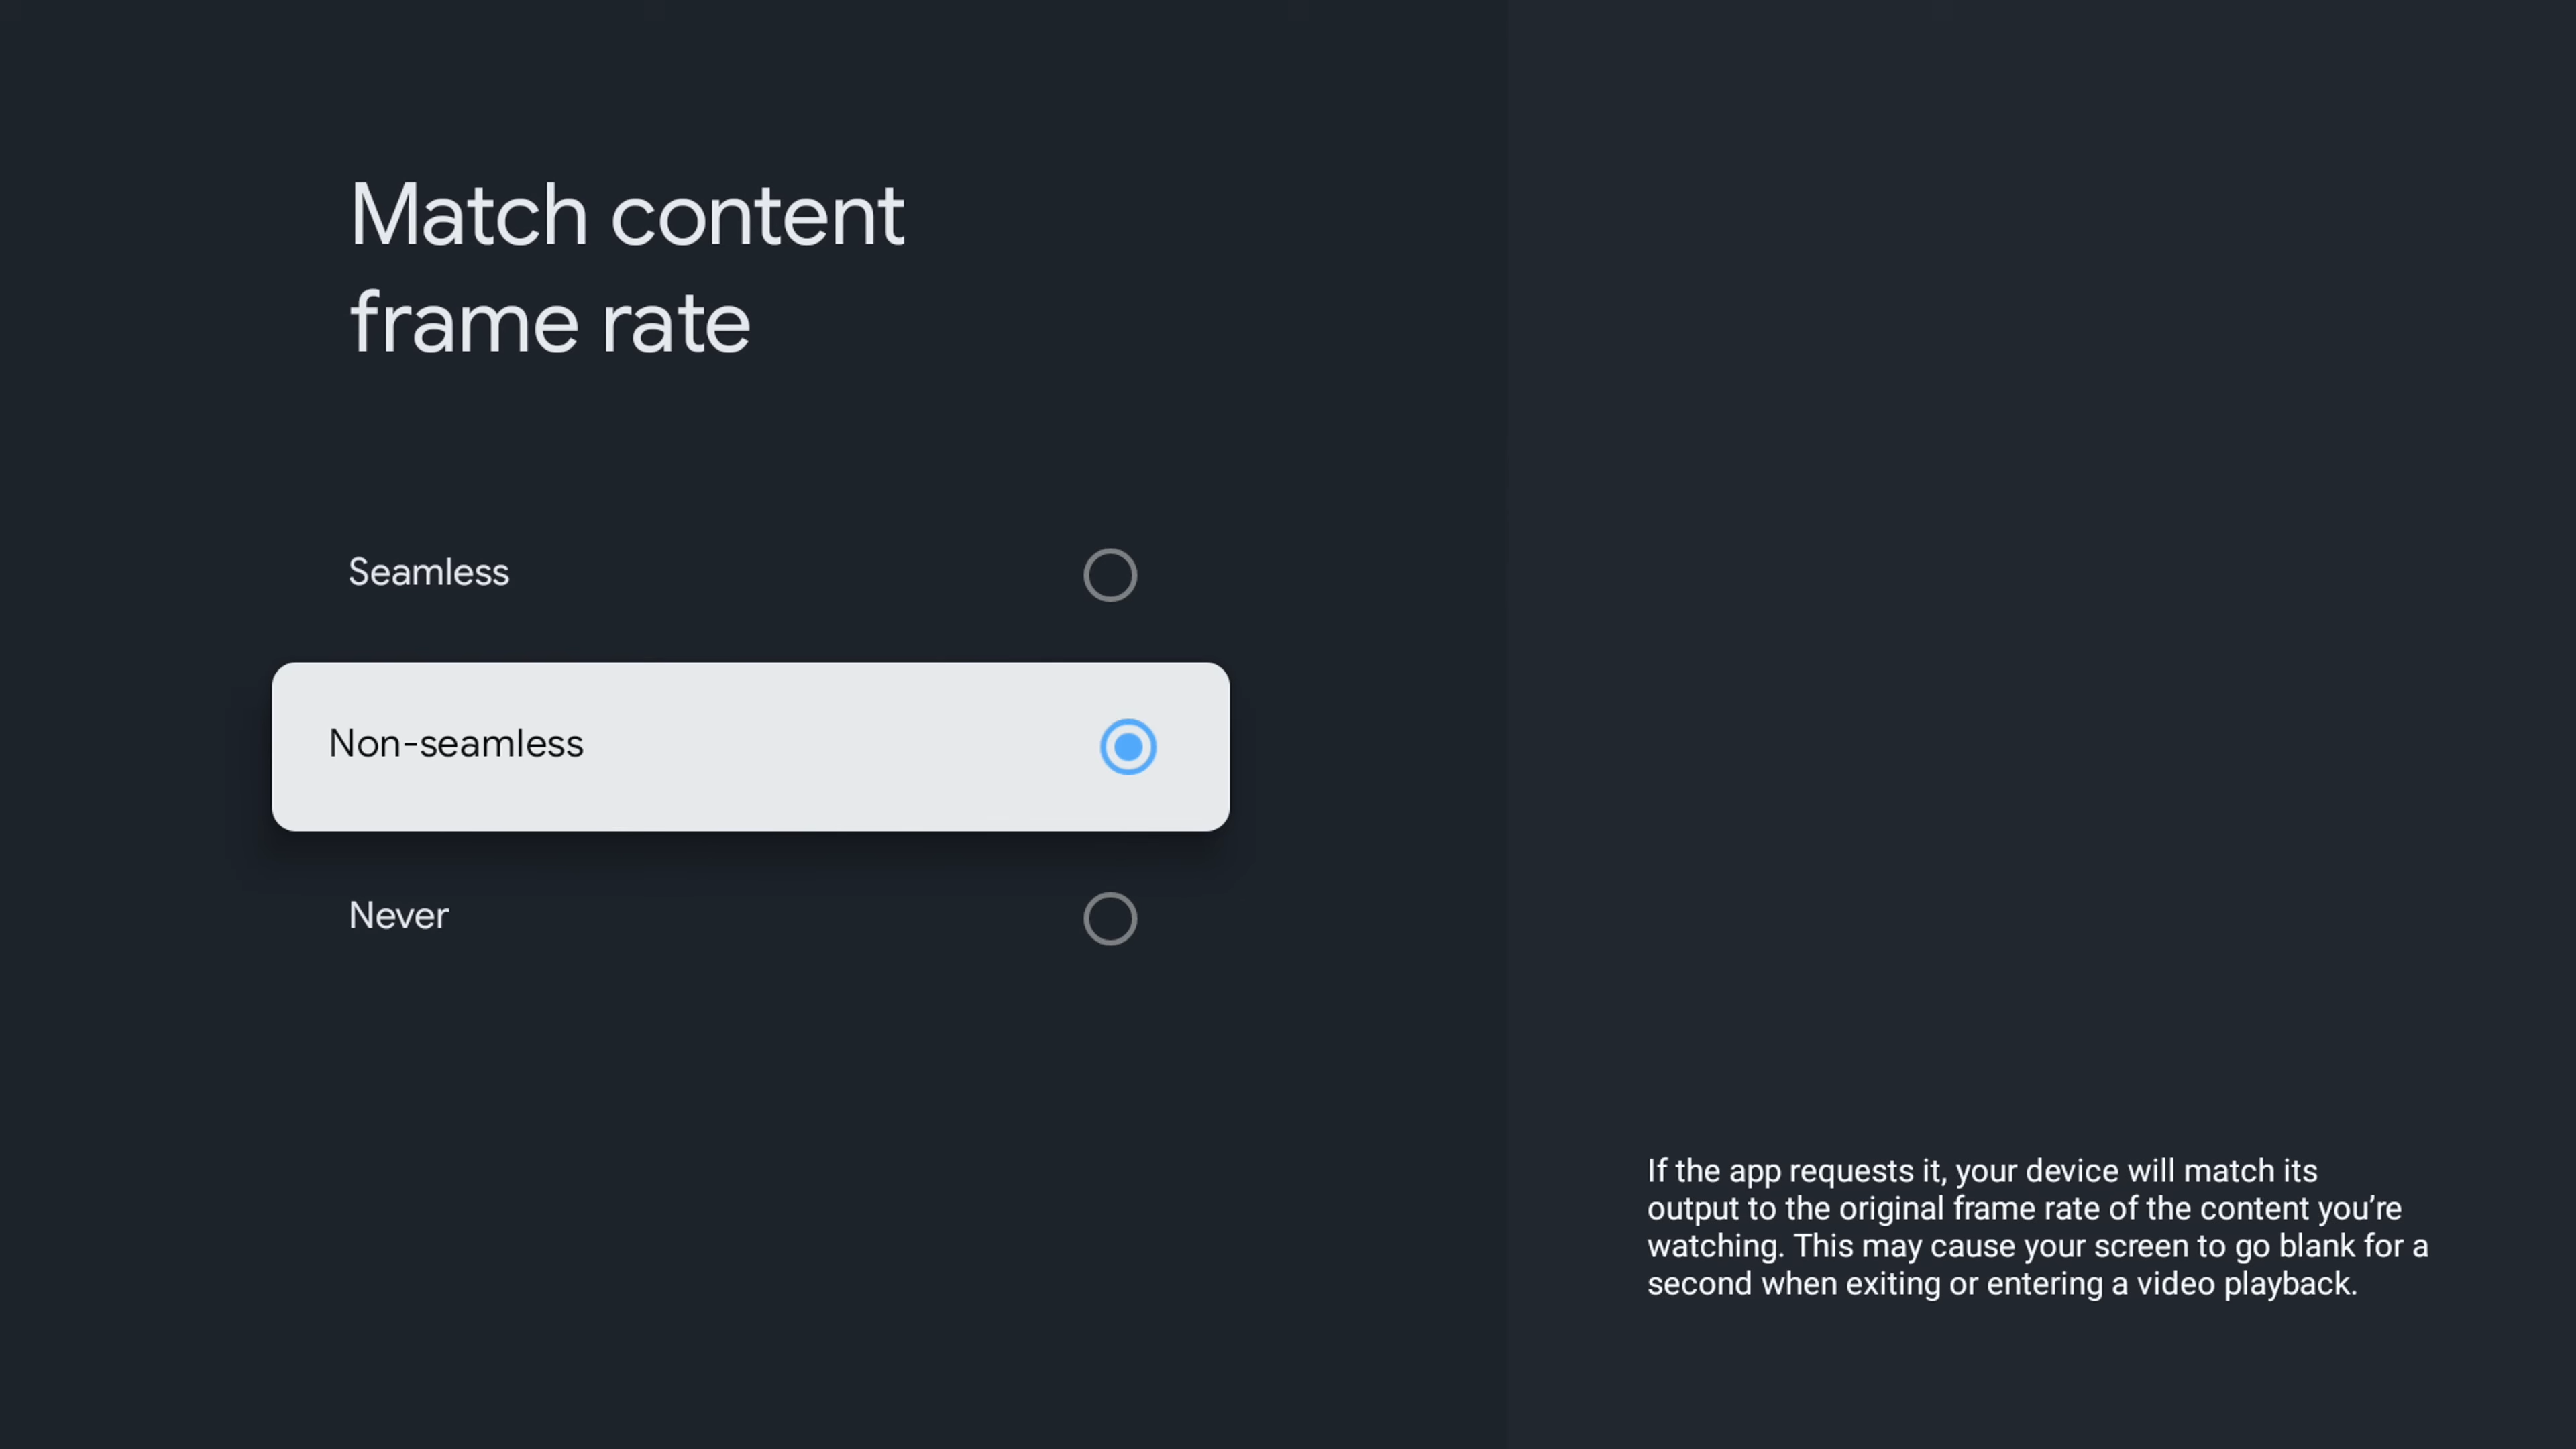 Match content
frame rate
Seamless
Non-seamless
Never
If the app requests it, your device will match its
output to the original frame rate of the content you’re
watching. This may cause your screen to go blank for a
second when exiting or entering a video playback.